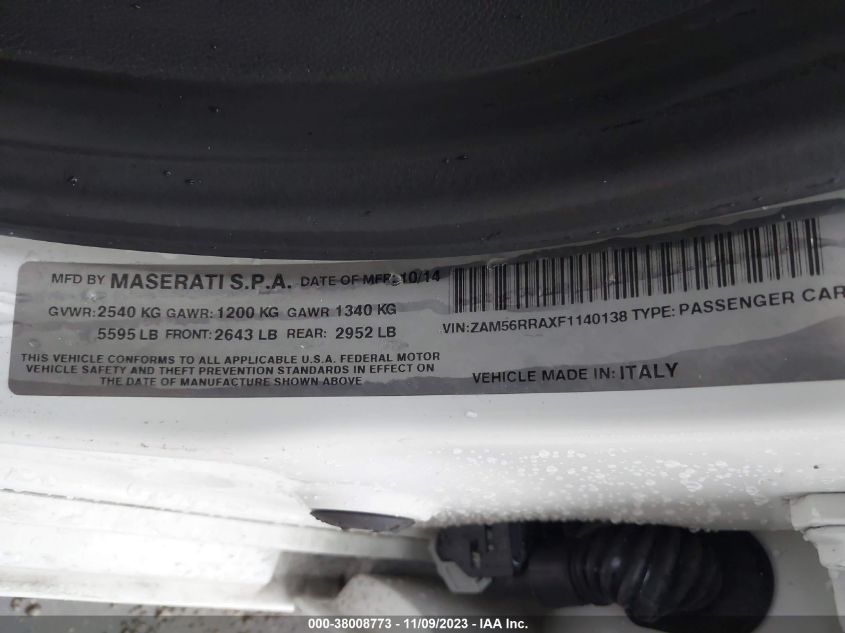 MFD BY MASERATI S.P.A. DATE OF MFR: 10/14
GVWR: 2540 KG GAWR: 1200 KG GAWR 1340 KG
5595 LB FRONT: 2643 LB REAR: 2952 LB
THIS VEHICLE CONFORMS TO ALL APPLICABLE U.S.A. FEDERAL MOTOR
VEHICLE SAFETY AND THEFT PREVENTION STANDARDS IN EFFECT ON
THE DATE OF MANUFACTURE SHOWN ABOVE
VIN: ZAM56RRAXF1140138 TYPE: PASSENGER CAR
VEHICLE MADE IN: ITALY
000-38008773 - 11/09/2023 - IAA Inc.